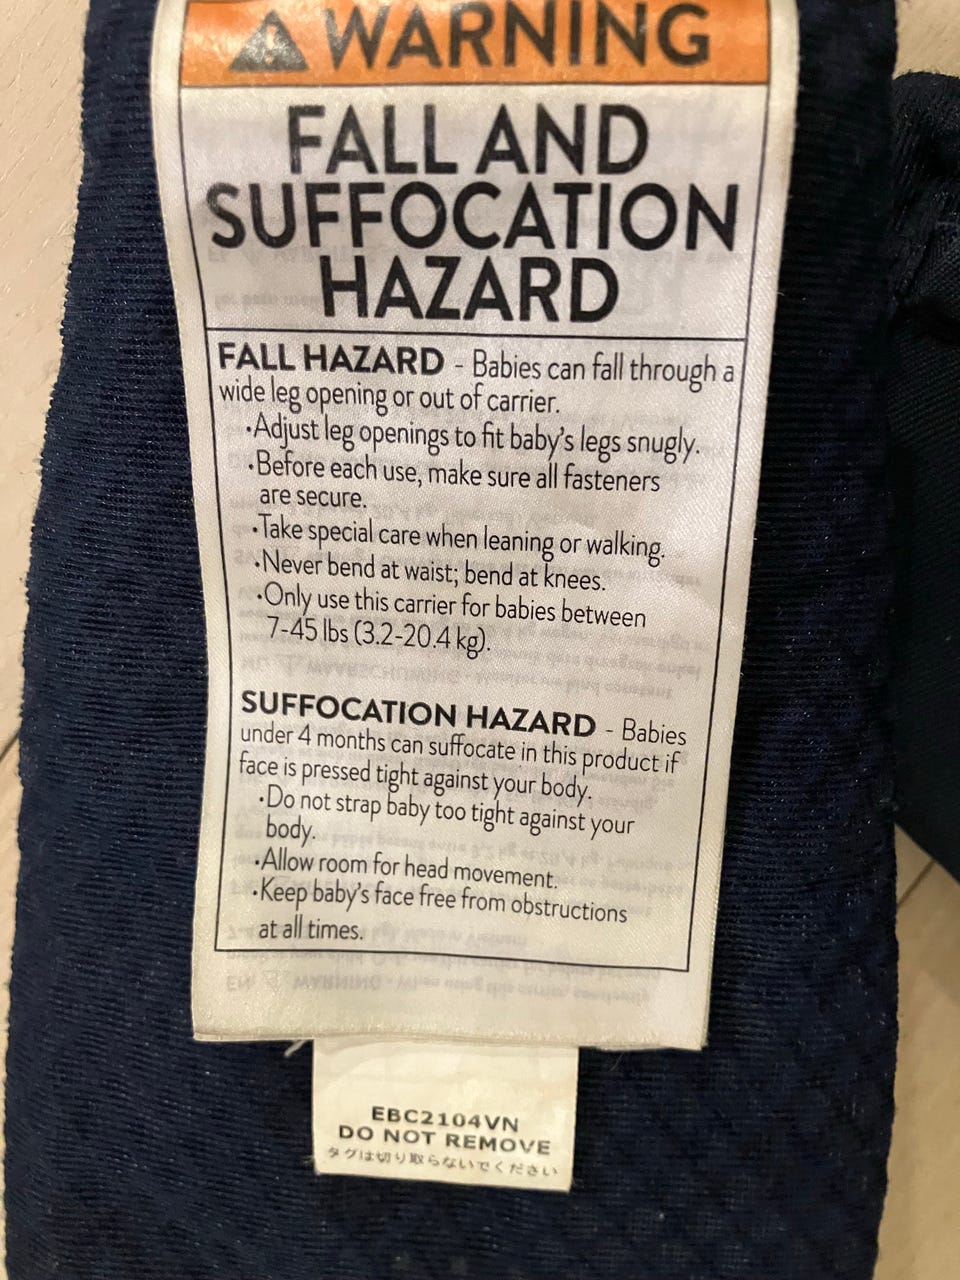 WARNING
FALL AND
SUFFOCATION
HAZARD
FALL HAZARD - Babies can fall through a
wide leg opening or out of carrier.
•Adjust leg openings to fit baby's legs snugly.
•Before each use, make sure all fasteners
are secure.
•Take special care when leaning or walking.
•Never bend at waist; bend at knees.
•Only use this carrier for babies between
7-45 lbs (3.2-20.4 kg).
SUFFOCATION HAZARD - Babies
under 4 months can suffocate in this product if
face is pressed tight against your body.
•Do not strap baby too tight against your
body.
•Allow room for head movement.
•Keep baby's face free from obstructions
at all times.
EBC2104VN
DO NOT REMOVE
タグは切り取らないでください